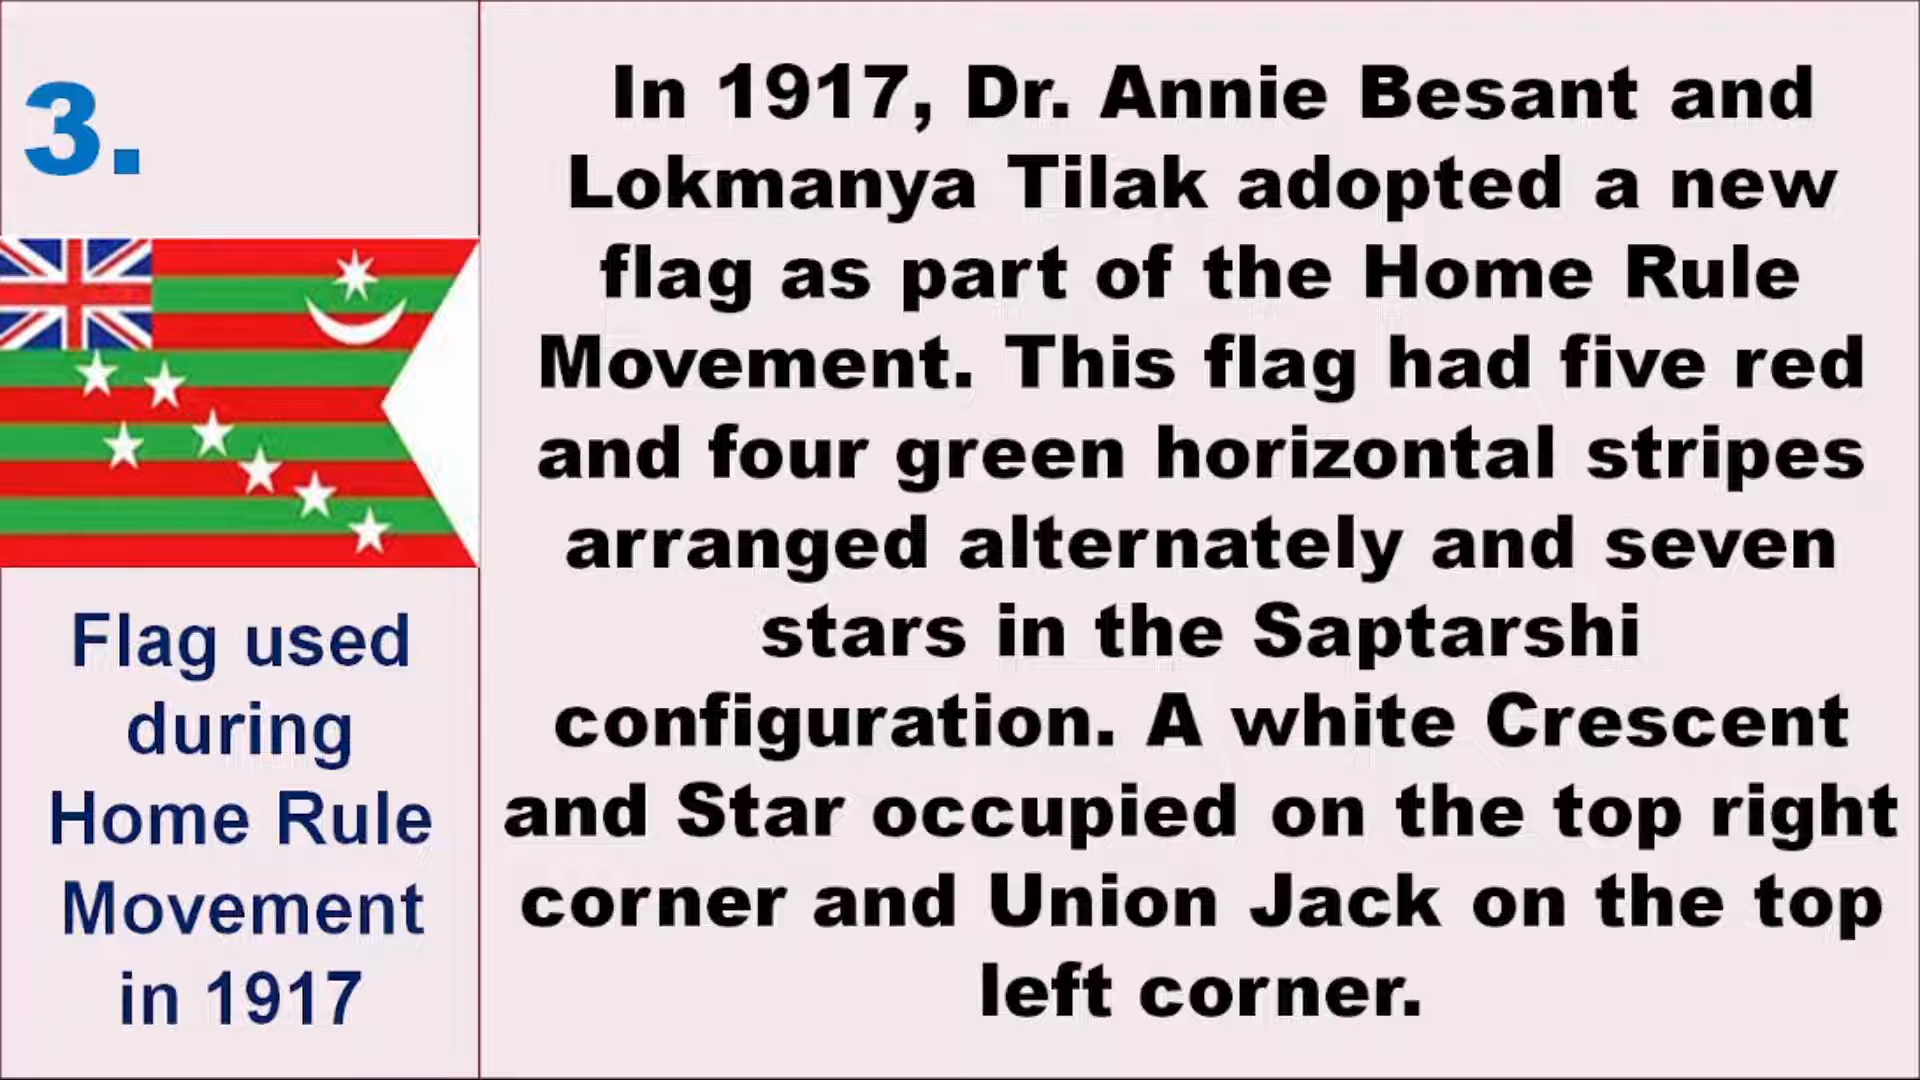 3.
Flag used
during
Home Rule
Movement
in 1917
In 1917, Dr. Annie Besant and
Lokmanya Tilak adopted a new
flag as part of the Home Rule
Movement. This flag had five red
and four green horizontal stripes
arranged alternately and seven
stars in the Saptarshi
configuration. A white Crescent
and Star occupied on the top right
corner and Union Jack on the top
left corner.